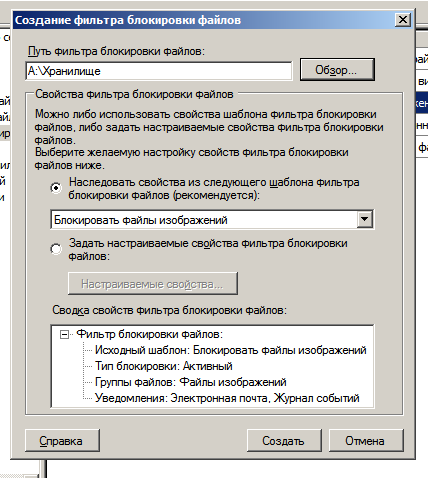 Создание фильтра блокировки файлов
Путь фильтра блокировки файлов:
A:\Хранилище
Обзор...
Свойства фильтра блокировки файлов
Можно либо использовать свойства шаблона фильтра блокировки
файлов, либо задать настраиваемые свойства фильтра блокировки
файлов.
Выберите желаемую настройку свойств фильтра блокировки
файлов ниже.
Наследовать свойства из следующего шаблона фильтра
блокировки файлов (рекомендуется):
Блокировать файлы изображений
Задать настраиваемые свойства фильтра блокировки
файлов:
Настраиваемые свойства...
Сводка свойств фильтра блокировки файлов:
Фильтр блокировки файлов:
Исходный шаблон: Блокировать файлы изображений
Тип блокировки: Активный
Группы файлов: Файлы изображений
Уведомления: Электронная почта, Журнал событий
Справка
Создать
Отмена